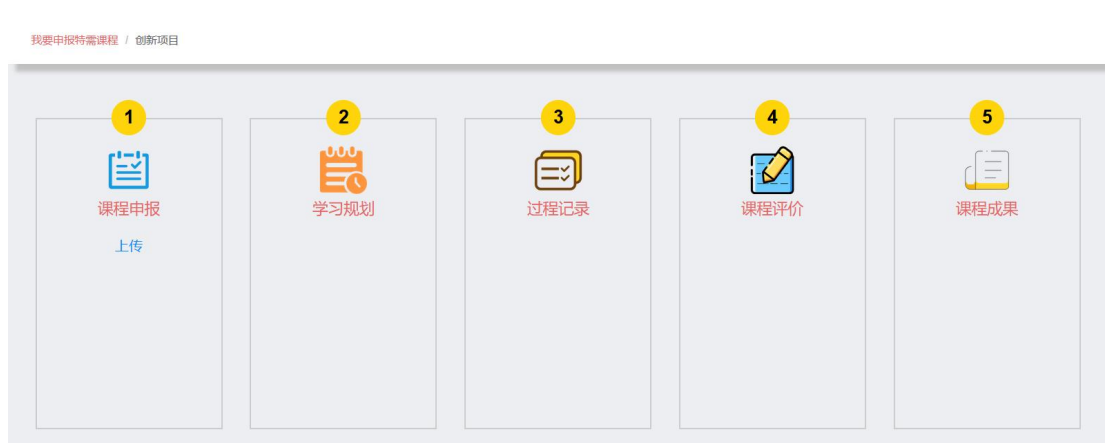 我要申报特需课程 / 创新项目
1
2
3
4
5
课程申报
学习规划
过程记录
课程评价
课程成果
上传